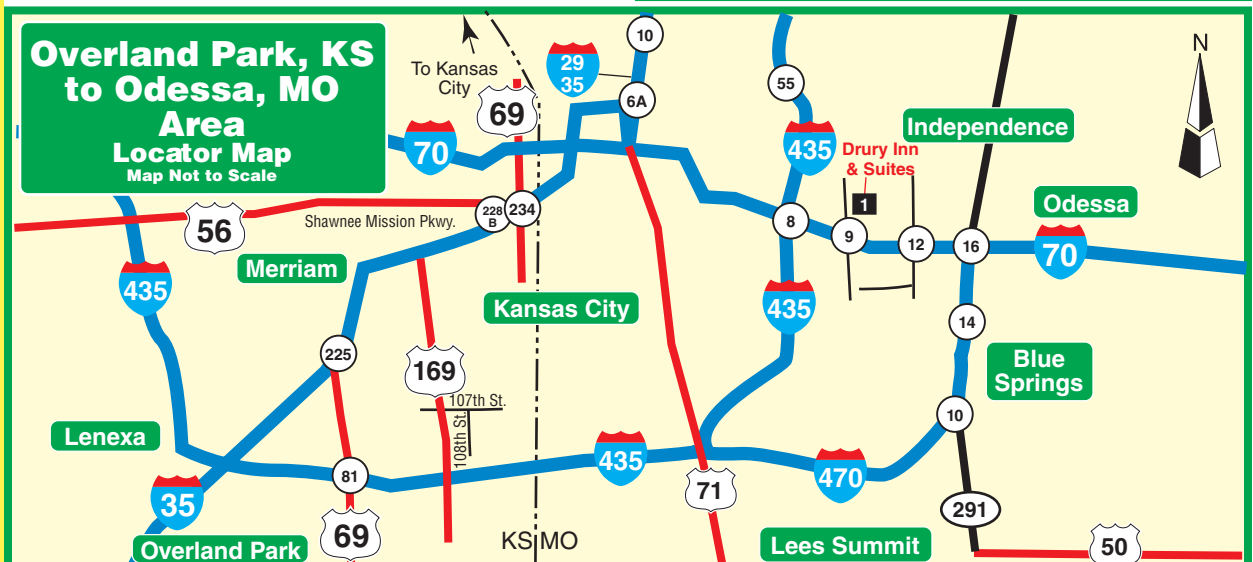 Overland Park, KS
to Odessa, MO
Area
Locator Map
Map Not to Scale
To Kansas
City
69
29
35
10
6A
55
435
N
Independence
Drury Inn
& Suites
1
70
56
Shawnee Mission Pkwy.
228
B
234
8
9
12
16
Odessa
70
Merriam
435
Kansas City
435
14
225
169
Blue
Springs
107th St.
108th St.
10
Lenexa
81
435
470
35
71
291
69
Overland Park
KS
MO
Lees Summit
50